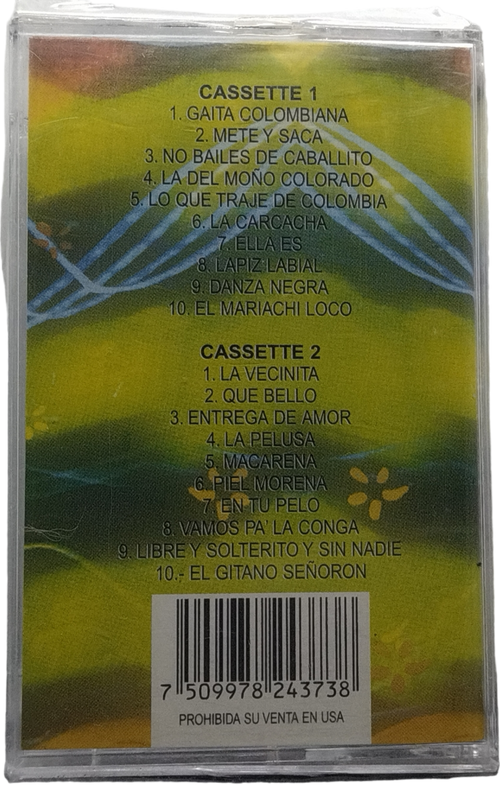 CASSETTE 1
1. GAITA COLOMBIANA
2. METE Y SACA
3. NO BAILES DE CABALLITO
4. LA DEL MOÑO COLORADO
5. LO QUE TRAJE DE COLOMBIA
6. LA CARCACHA
7. ELLA ES
8. LAPIZ LABIAL
9. DANZA NEGRA
10. EL MARIACHI LOCO
CASSETTE 2
1. LA VECINITA
2. QUE BELLO
3. ENTREGA DE AMOR
4. LA PELUSA
5. MACARENA
6. PIEL MORENA
7. EN TU PELO
8. VAMOS PA' LA CONGA
9. LIBRE Y SOLTERITO Y SIN NADIE
10.- EL GITANO SEÑORON
7 509978 243738
PROHIBIDA SU VENTA EN USA